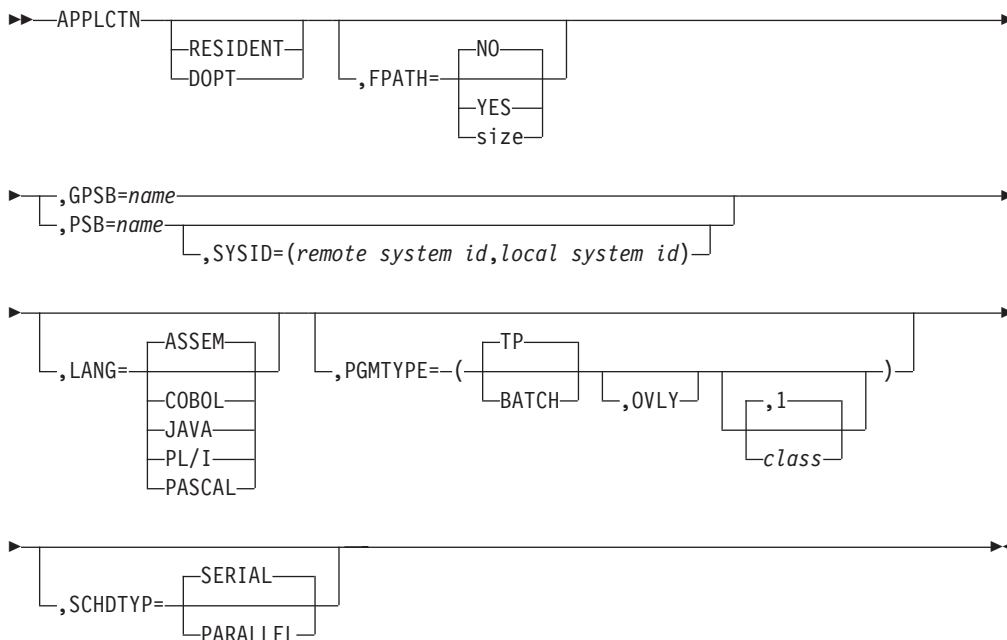 APPLCTN
RESIDENT
DOPT
,FPATH=
NO
YES
size
,GPSB=name
,PSB=name
,SYSID=(remote system id,local system id)
,LANG=
ASSEM
COBOL
JAVA
PL/I
PASCAL
,PGMTYPE=(
TP
BATCH
,OVLY
,1
class
)
,SCHDTYP=
SERIAL
PARALLEL